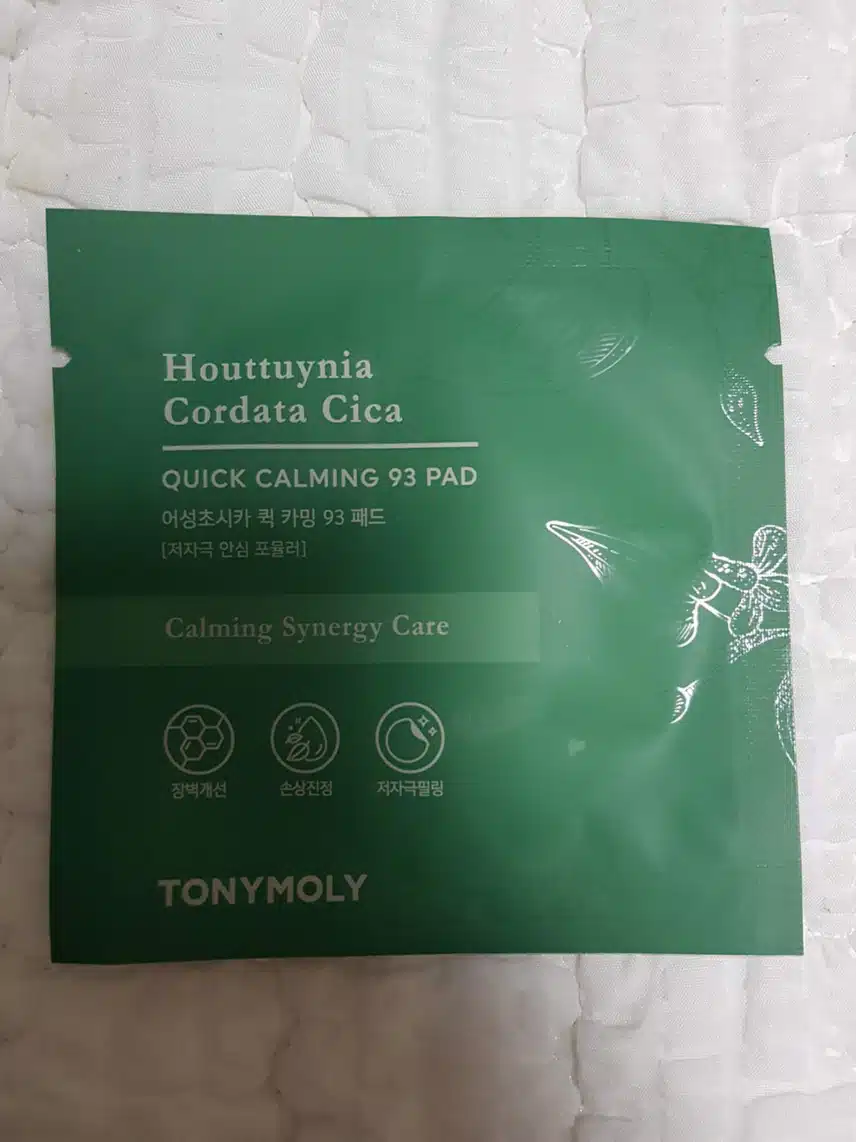 Houttuynia
Cordata Cica
QUICK CALMING 93 PAD
어성초시카 퀵 카밍 93 패드
[저자극 안심 포뮬러]
Calming Synergy Care
장벽개선 손상진정 저자극필링
TONYMOLY